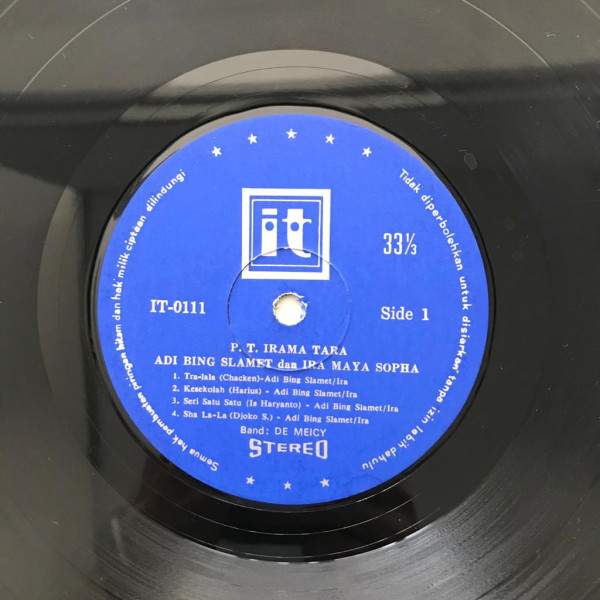 Semua hak pembuatan piringan hitam dan hak milik ciptaan dilindungi
Tidak diperbolehkan untuk disiarkan tanpa izin lebih dahulu
it
33⅓
IT-0111
Side 1
P. T. IRAMA TARA
ADI BING SLAMET dan IRA MAYA SOPHA
1. Tra-lala (Chacken)-Adi Bing Slamet/Ira
2. Kesekolah (Harius) - Adi Bing Slamet/Ira
3. Seri Satu Satu (Is Haryanto) - Adi Bing Slamet/Ira
4. Sha La-La (Djoko S.) - Adi Bing Slamet/Ira
Band: DE MEICY
STEREO